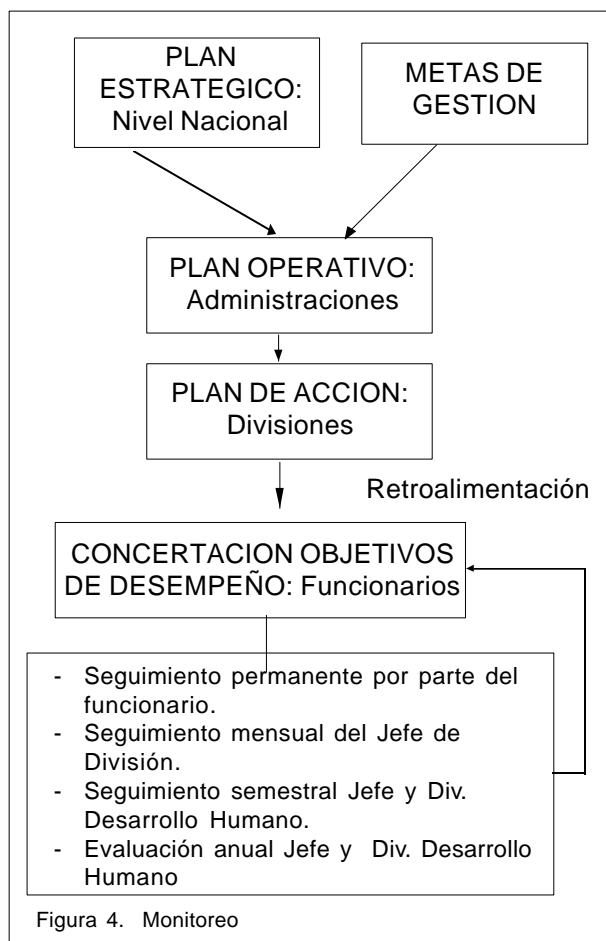 PLAN
ESTRATEGICO:
Nivel Nacional
METAS DE
GESTION
PLAN OPERATIVO:
Administraciones
PLAN DE ACCION:
Divisiones
Retroalimentación
CONCERTACION OBJETIVOS
DE DESEMPEÑO: Funcionarios
- Seguimiento permanente por parte del
funcionario.
- Seguimiento mensual del Jefe de
División.
- Seguimiento semestral Jefe y Div.
Desarrollo Humano.
- Evaluación anual Jefe y Div. Desarrollo
Humano
Figura 4. Monitoreo